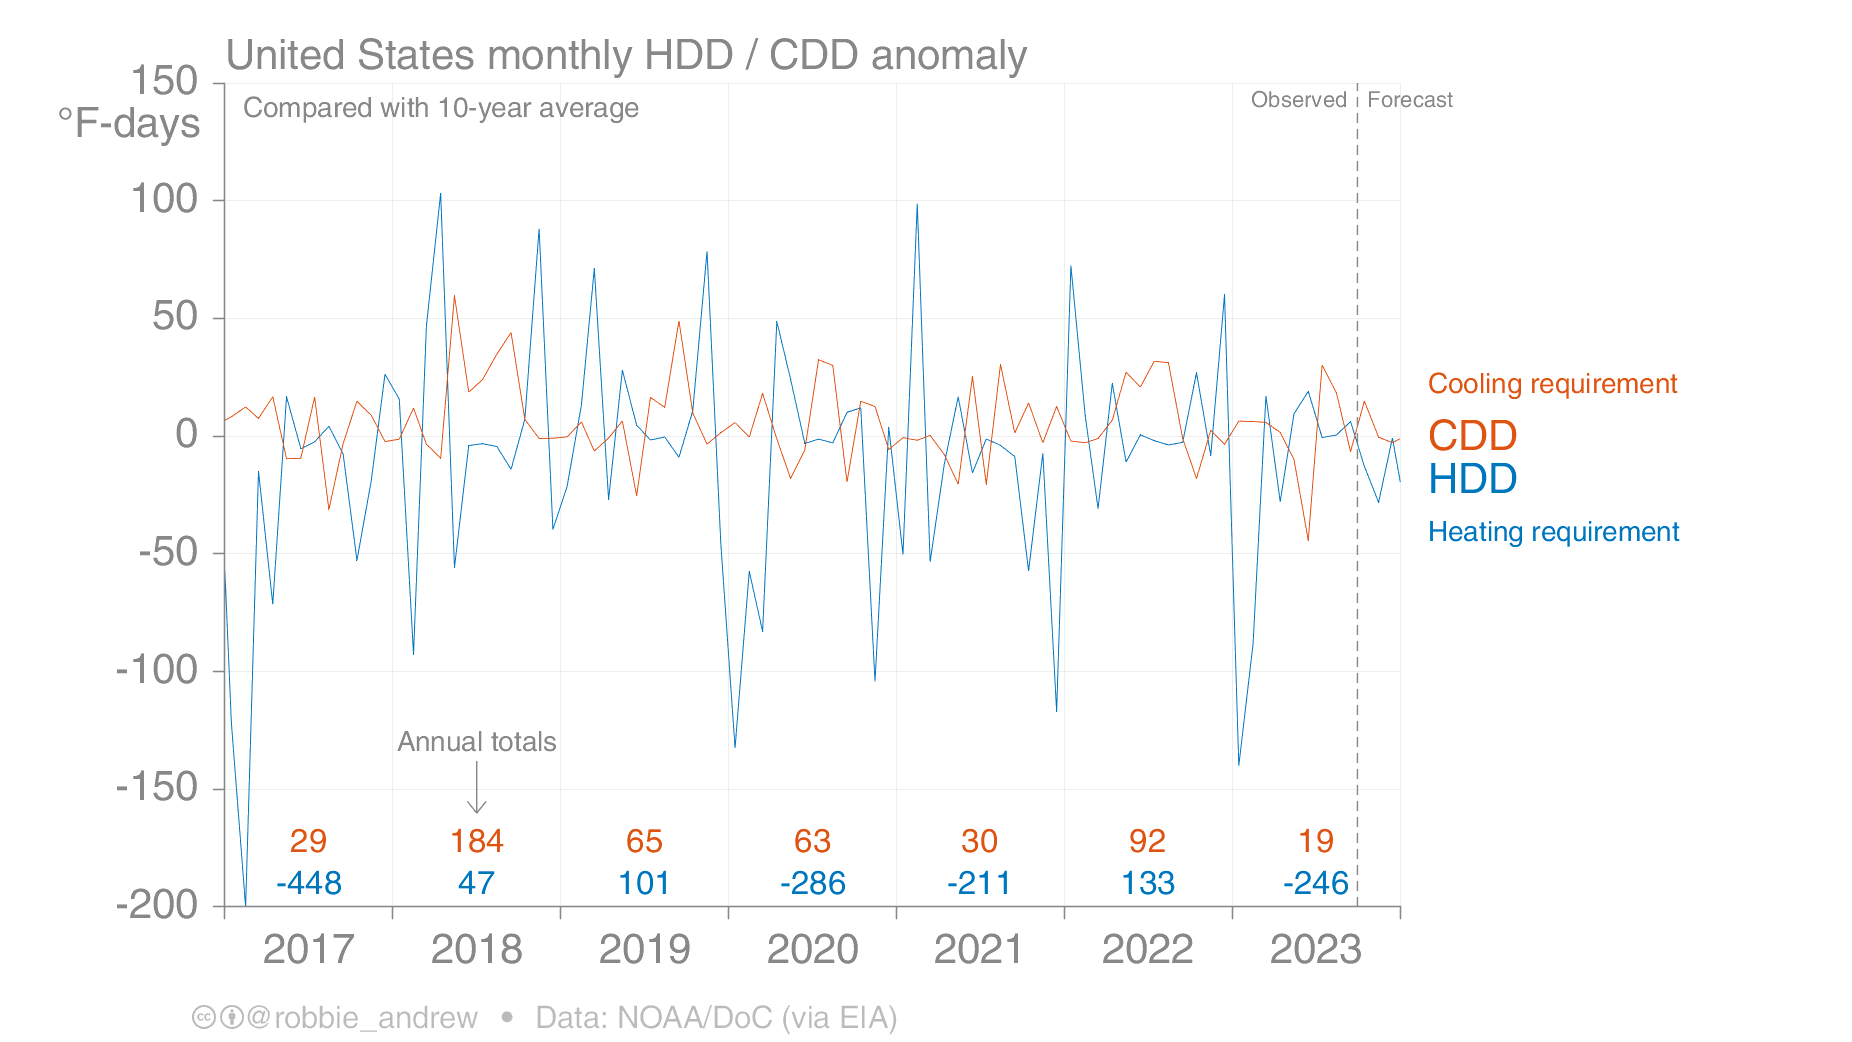 United States monthly HDD / CDD anomaly
150
°F-days
Compared with 10-year average
Observed
Forecast
100
50
0
-50
-100
-150
-200
Cooling requirement
CDD
HDD
Heating requirement
Annual totals
29 184 65 63 30 92 19
-448 47 101 -286 -211 133 -246
2017 2018 2019 2020 2021 2022 2023
cc @robbie_andrew • Data: NOAA/DoC (via EIA)